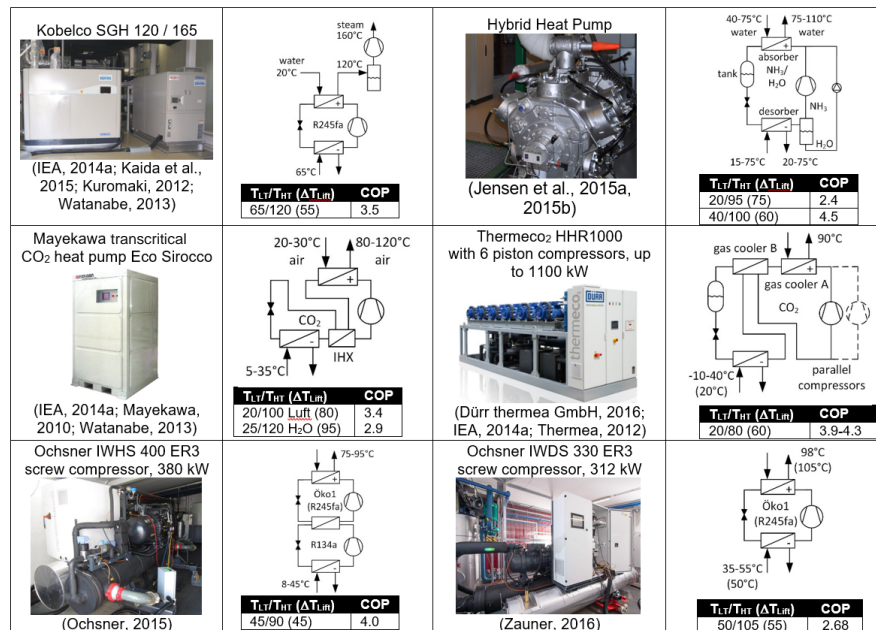 Kobelco SGH 120 / 165
(IEA, 2014a; Kaida et al.,
2015; Kuromaki, 2012;
Watanabe, 2013)
steam
160°C
water
20°C
120°C
R245fa
65°C
TLT/THT (ΔTLift) COP
65/120 (55) 3.5
Hybrid Heat Pump
(Jensen et al., 2015a,
2015b)
40-75°C
water
75-110°C
water
absorber
tank
NH3/
H2O
NH3
desorber
H2O
15-75°C
20-75°C
TLT/THT (ΔTLift) COP
20/95 (75) 2.4
40/100 (60) 4.5
Mayekawa transcritical
CO2 heat pump Eco Sirocco
(IEA, 2014a; Mayekawa,
2010; Watanabe, 2013)
20-30°C
air
80-120°C
air
CO2
IHX
5-35°C
TLT/THT (ΔTLift) COP
20/100 Luft (80) 3.4
25/120 H2O (95) 2.9
Thermeco2 HHR1000
with 6 piston compressors, up
to 1100 kW
DÜRR
thermeco2
(Dürr thermea GmbH, 2016;
IEA, 2014a; Thermea, 2012)
gas cooler B
90°C
gas cooler A
CO2
-10-40°C
(20°C)
parallel
compressors
TLT/THT (ΔTLift) COP
20/80 (60) 3.9-4.3
Ochsner IWHS 400 ER3
screw compressor, 380 kW
(Ochsner, 2015)
75-95°C
Öko1
(R245fa)
R134a
8-45°C
TLT/THT (ΔTLift) COP
45/90 (45) 4.0
Ochsner IWDS 330 ER3
screw compressor, 312 kW
(Zauner, 2016)
98°C
(105°C)
Öko1
(R245fa)
35-55°C
(50°C)
TLT/THT (ΔTLift) COP
50/105 (55) 2.68